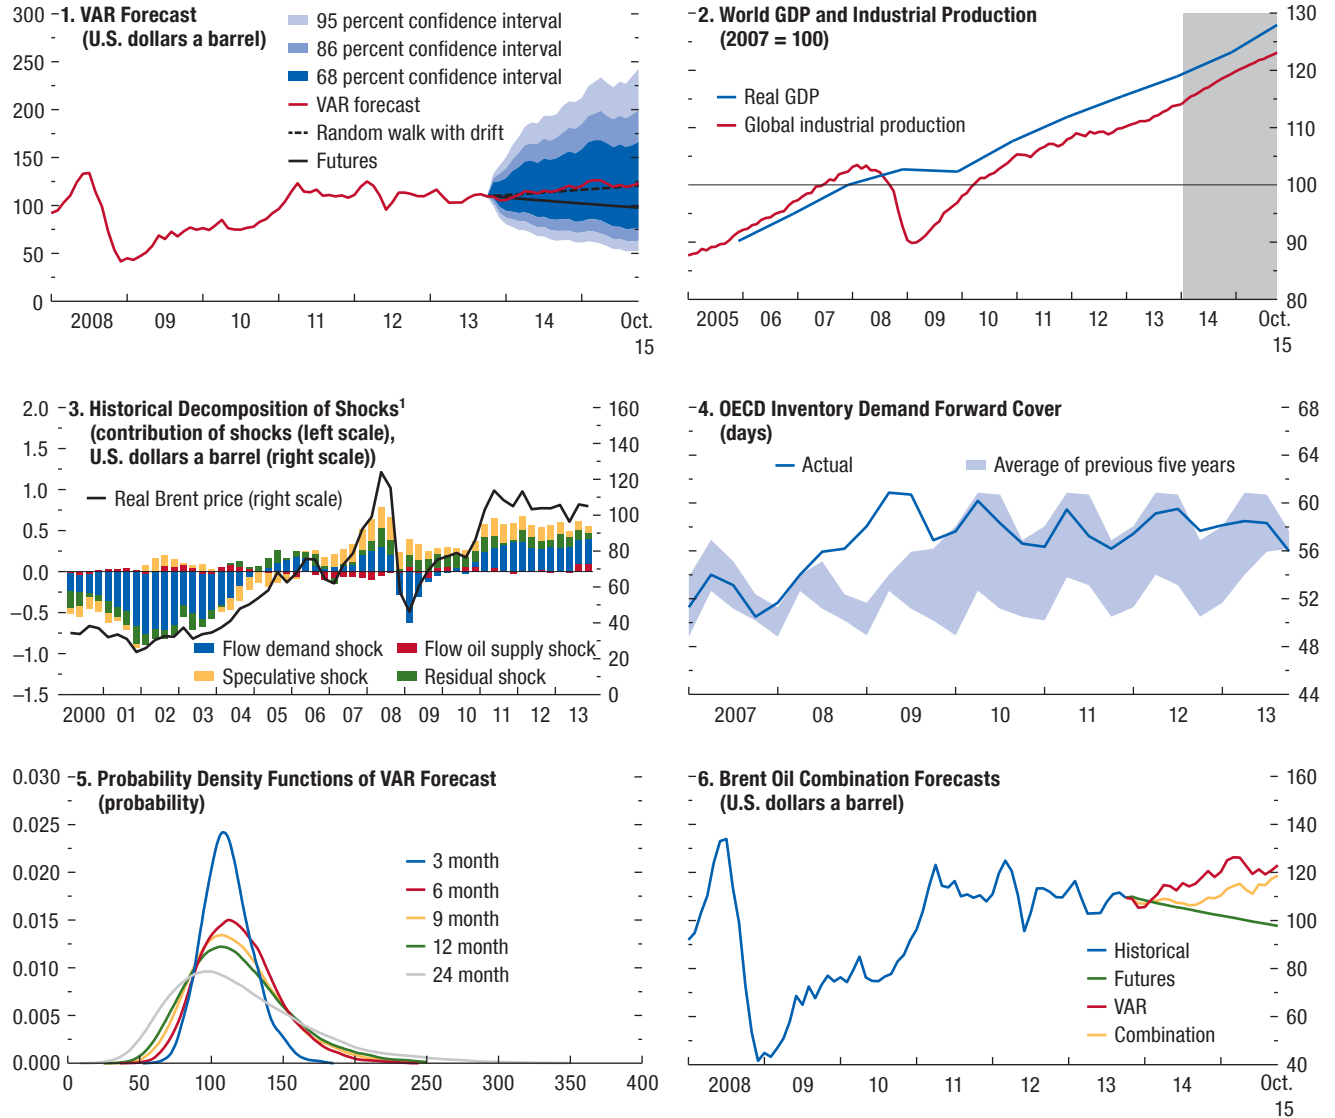 1. VAR Forecast
(U.S. dollars a barrel)
95 percent confidence interval
86 percent confidence interval
68 percent confidence interval
VAR forecast
Random walk with drift
Futures
300
250
200
150
100
50
0
2008 09 10 11 12 13 14 Oct.
15
2. World GDP and Industrial Production
(2007 = 100)
Real GDP
Global industrial production
130
120
110
100
90
80
2005 06 07 08 09 10 11 12 13 14 Oct.
15
3. Historical Decomposition of Shocks1
(contribution of shocks (left scale),
U.S. dollars a barrel (right scale))
Real Brent price (right scale)
2.0
1.5
1.0
0.5
0.0
–0.5
–1.0
–1.5
160
140
120
100
80
60
40
20
0
Flow demand shock
Flow oil supply shock
Speculative shock
Residual shock
2000 01 02 03 04 05 06 07 08 09 10 11 12 13
4. OECD Inventory Demand Forward Cover
(days)
Actual
Average of previous five years
68
64
60
56
52
48
44
2007 08 09 10 11 12 13
5. Probability Density Functions of VAR Forecast
(probability)
3 month
6 month
9 month
12 month
24 month
0.030
0.025
0.020
0.015
0.010
0.005
0.000
0 50 100 150 200 250 300 350 400
6. Brent Oil Combination Forecasts
(U.S. dollars a barrel)
160
140
120
100
80
60
40
Historical
Futures
VAR
Combination
2008 09 10 11 12 13 14 Oct.
15